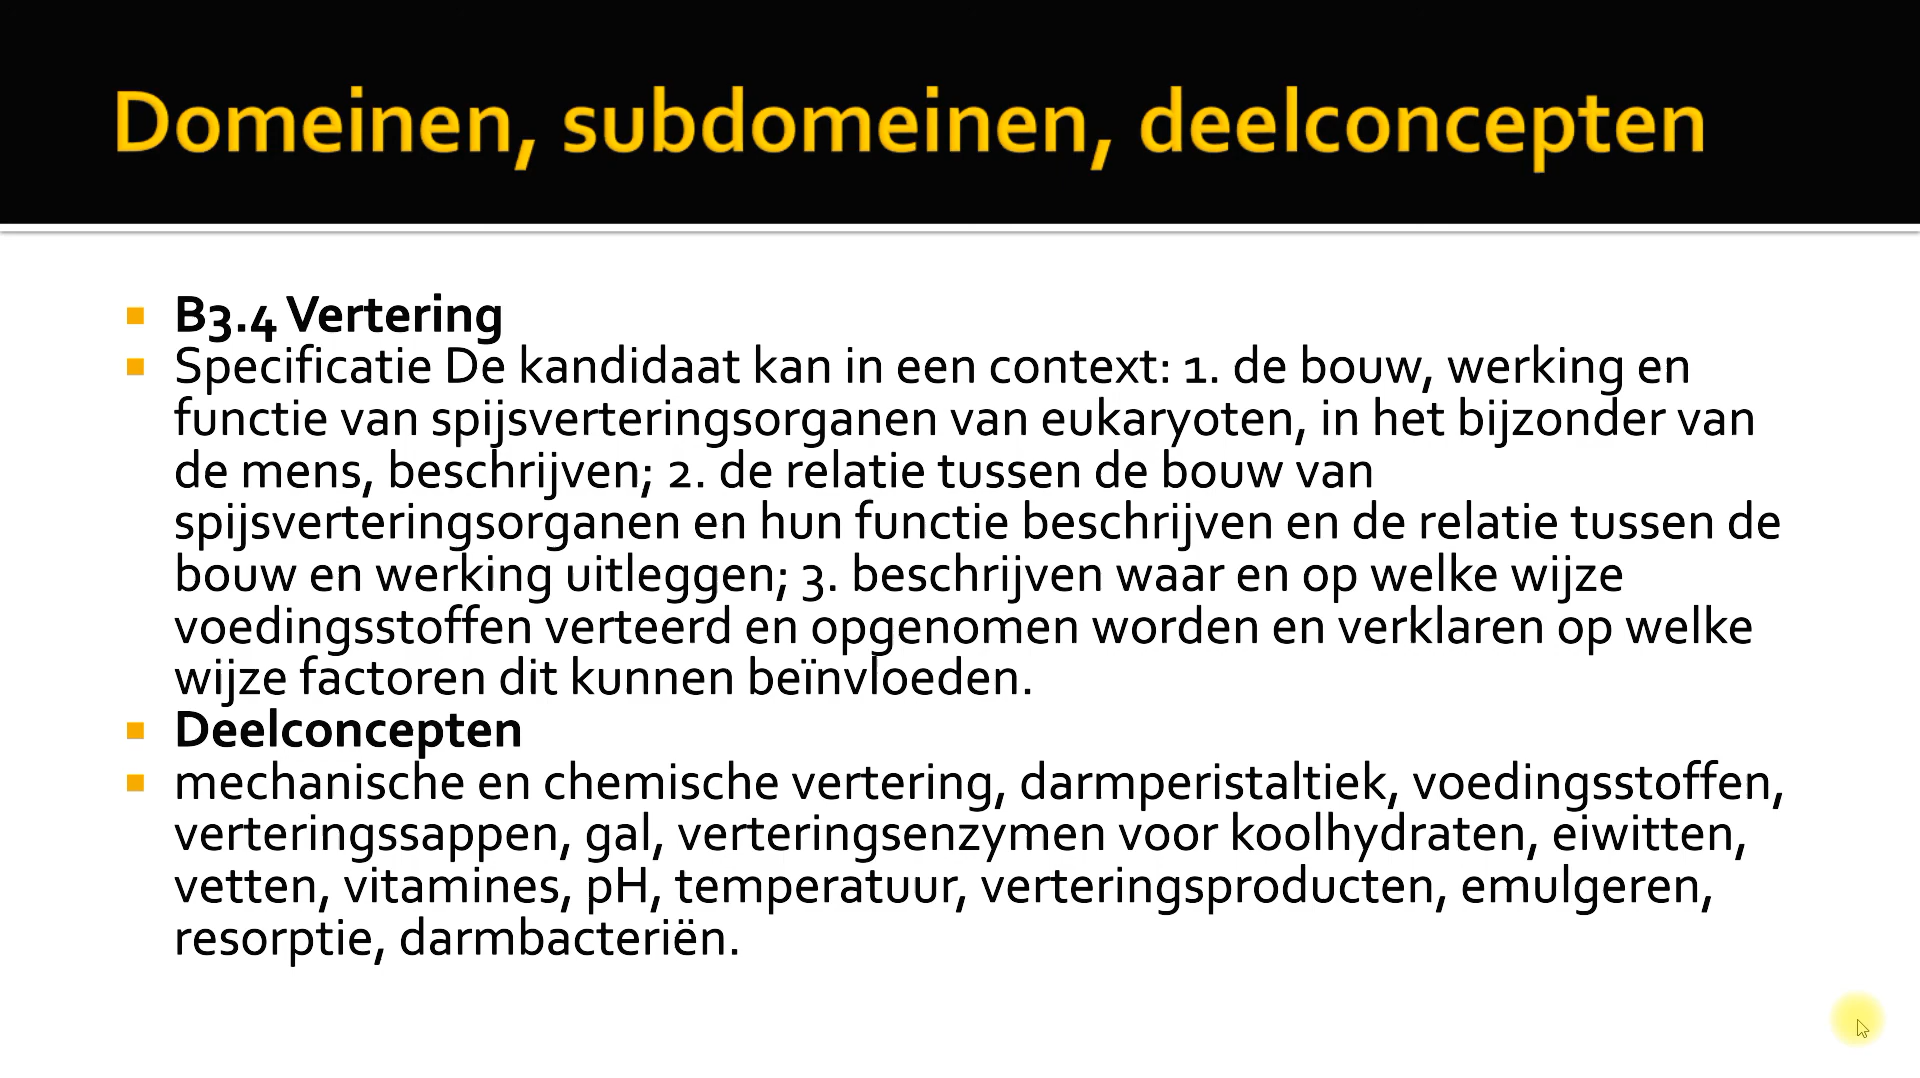 Domeinen, subdomeinen, deelconcepten
B3.4 Vertering
Specificatie De kandidaat kan in een context: 1. de bouw, werking en
functie van spijsverteringsorganen van eukaryoten, in het bijzonder van
de mens, beschrijven; 2. de relatie tussen de bouw van
spijsverteringsorganen en hun functie beschrijven en de relatie tussen de
bouw en werking uitleggen; 3. beschrijven waar en op welke wijze
voedingsstoffen verteerd en opgenomen worden en verklaren op welke
wijze factoren dit kunnen beïnvloeden.
Deelconcepten
mechanische en chemische vertering, darmperistaltiek, voedingsstoffen,
verteringssappen, gal, verteringsenzymen voor koolhydraten, eiwitten,
vetten, vitamines, pH, temperatuur, verteringsproducten, emulgeren,
resorptie, darmbacteriën.